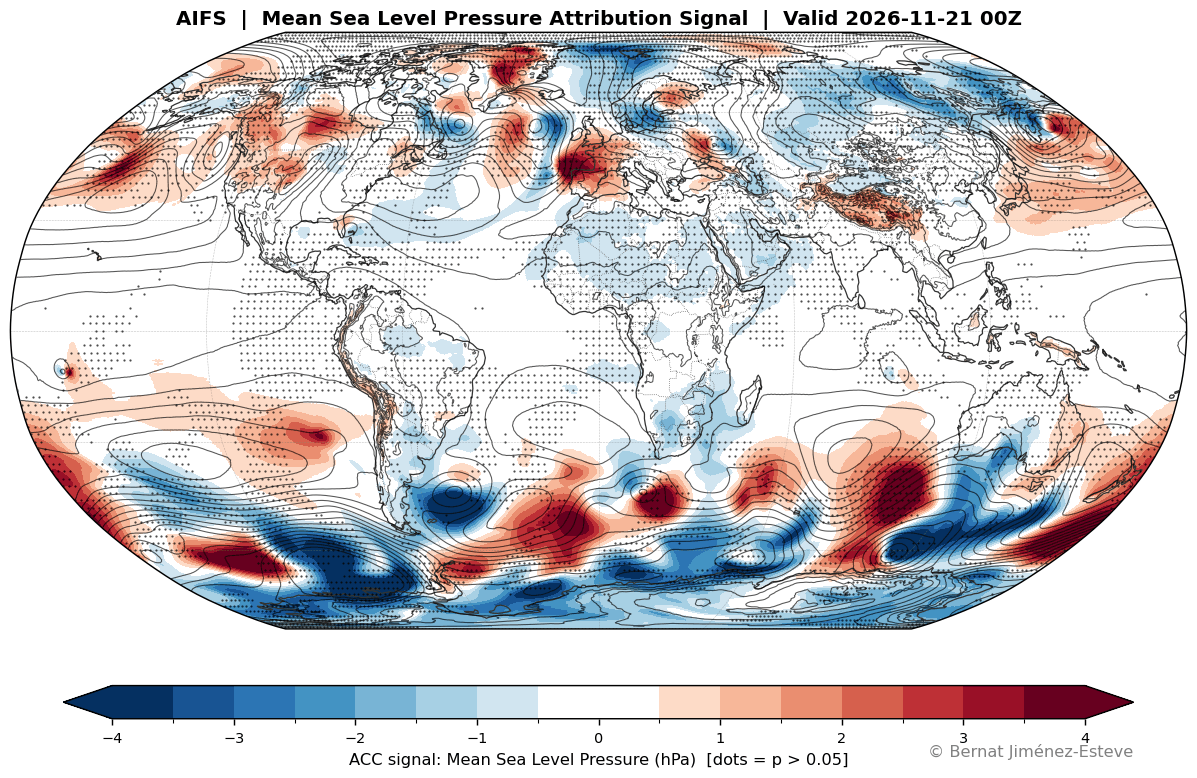 AIFS | Mean Sea Level Pressure Attribution Signal | Valid 2026-11-21 00Z
−4 −3 −2 −1 0 1 2 3 4
ACC signal: Mean Sea Level Pressure (hPa) [dots = p > 0.05]
© Bernat Jiménez-Esteve